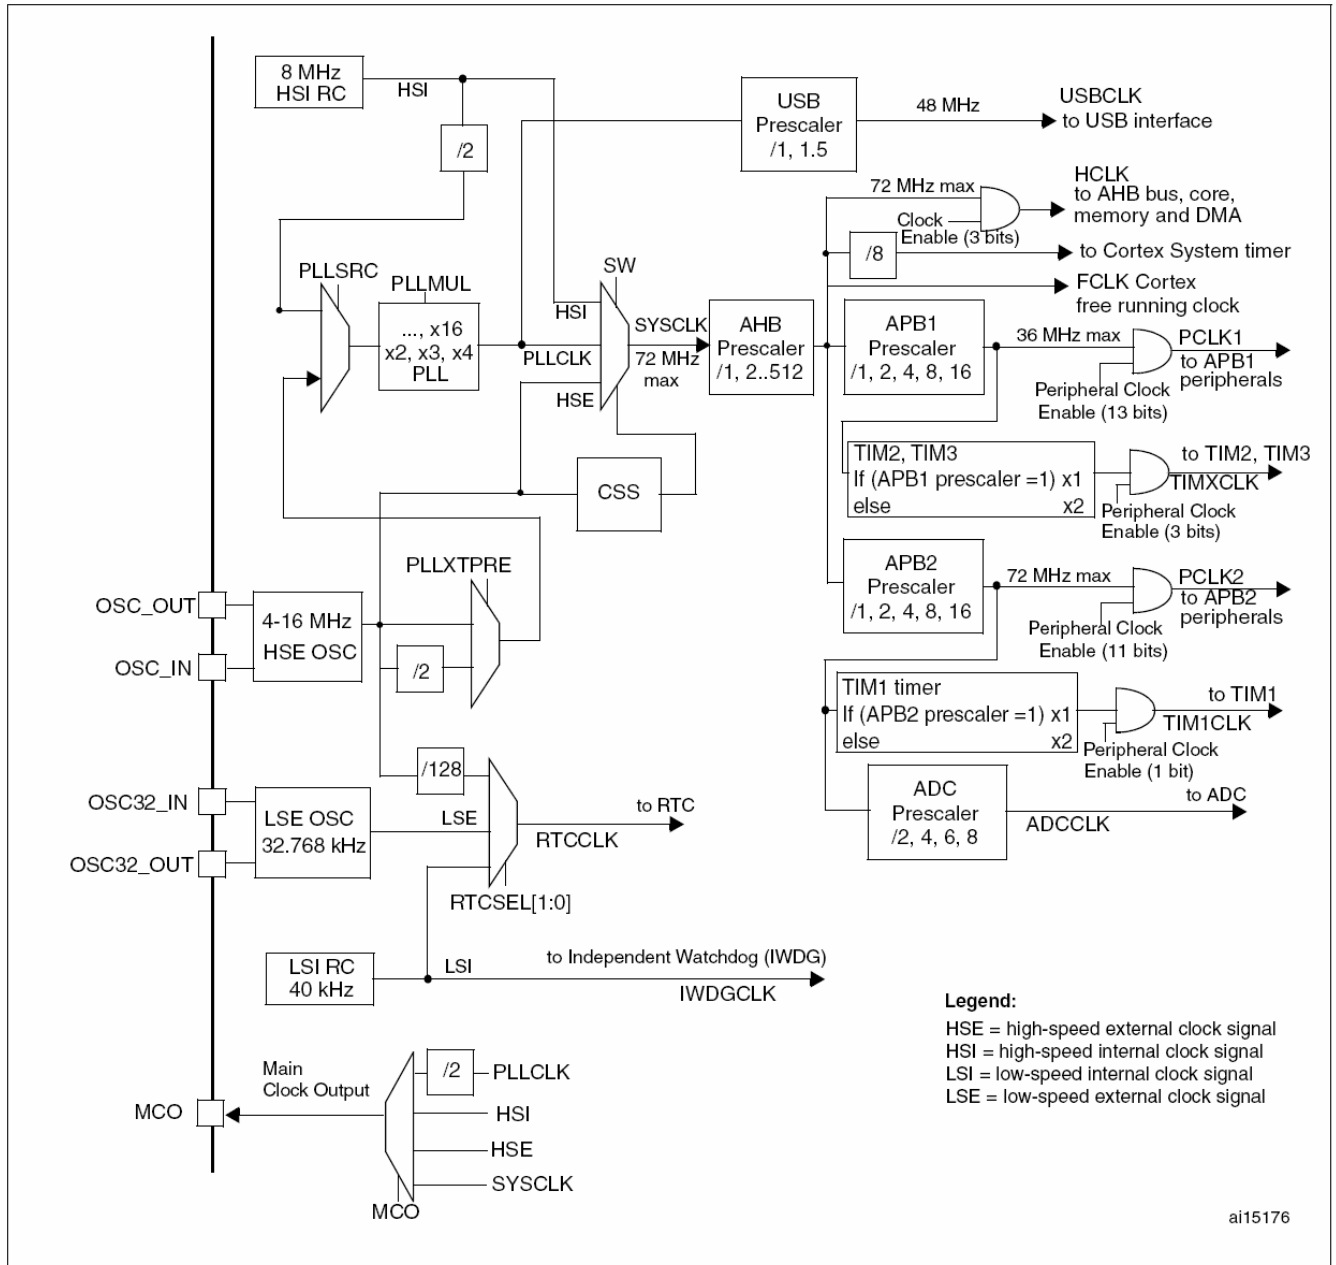 8 MHz
HSI RC
HSI
/2
USB
Prescaler
/1, 1.5
48 MHz
USBCLK
to USB interface
72 MHz max
Clock
Enable (3 bits)
HCLK
to AHB bus, core,
memory and DMA
/8
to Cortex System timer
FCLK Cortex
free running clock
PLLSRC
PLLMUL
..., x16
x2, x3, x4
PLL
SW
HSI
PLLCLK
HSE
SYSCLK
72 MHz
max
AHB
Prescaler
/1, 2..512
APB1
Prescaler
/1, 2, 4, 8, 16
36 MHz max
PCLK1
to APB1
peripherals
Peripheral Clock
Enable (13 bits)
TIM2, TIM3
If (APB1 prescaler =1) x1
else x2
to TIM2, TIM3
TIMXCLK
Peripheral Clock
Enable (3 bits)
CSS
PLLXTPRE
OSC_OUT
OSC_IN
4-16 MHz
HSE OSC
/2
APB2
Prescaler
/1, 2, 4, 8, 16
72 MHz max
PCLK2
to APB2
peripherals
Peripheral Clock
Enable (11 bits)
TIM1 timer
If (APB2 prescaler =1) x1
else x2
to TIM1
TIM1CLK
Peripheral Clock
Enable (1 bit)
/128
OSC32_IN
OSC32_OUT
LSE OSC
32.768 kHz
LSE
to RTC
RTCCLK
RTCSEL[1:0]
ADC
Prescaler
/2, 4, 6, 8
to ADC
ADCCLK
LSI RC
40 kHz
LSI
to Independent Watchdog (IWDG)
IWDGCLK
Legend:
HSE = high-speed external clock signal
HSI = high-speed internal clock signal
LSI = low-speed internal clock signal
LSE = low-speed external clock signal
Main
Clock Output
MCO
/2
PLLCLK
HSI
HSE
SYSCLK
MCO
ai15176